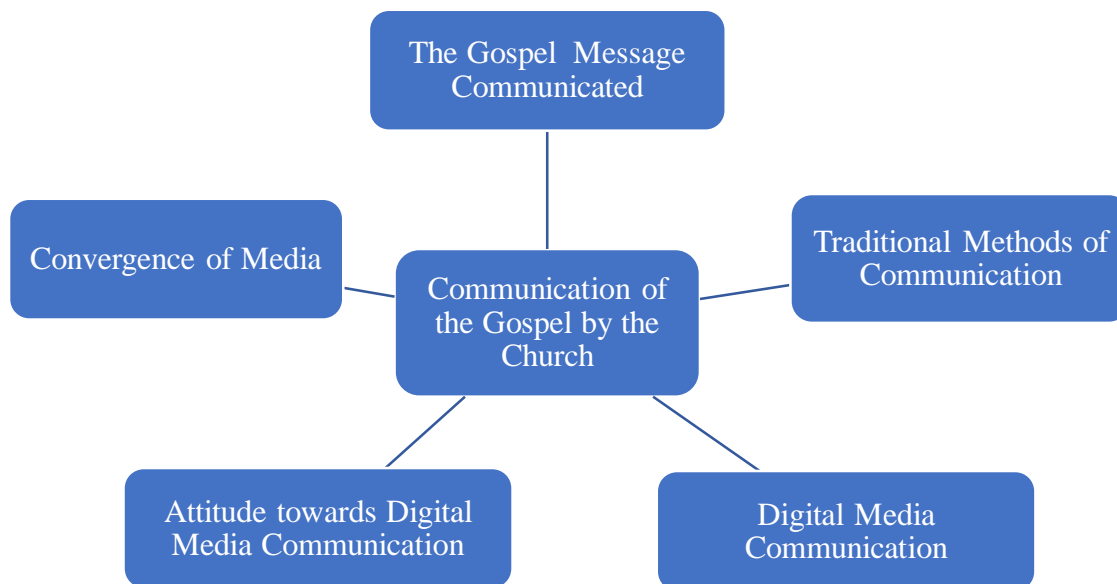 The Gospel Message
Communicated
Convergence of Media
Traditional Methods of
Communication
Communication of
the Gospel by the
Church
Attitude towards Digital
Media Communication
Digital Media
Communication